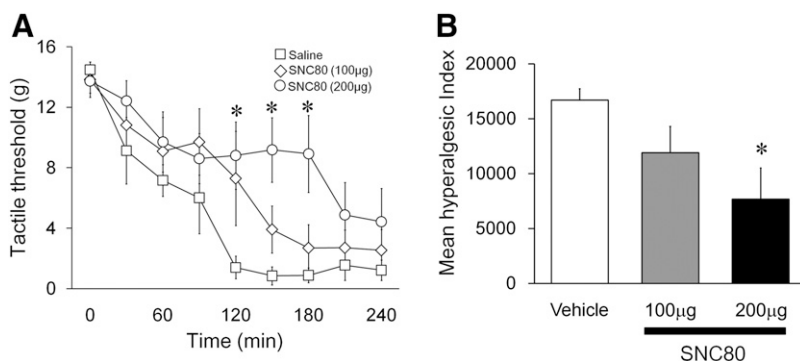 A
Tactile threshold (g)
16
12
8
4
0
Saline
SNC80 (100µg)
SNC80 (200µg)
* * *
0 60 120 180 240
Time (min)
B
Mean hyperalgesic Index
20000
15000
10000
5000
0
*
Vehicle 100µg 200µg
SNC80